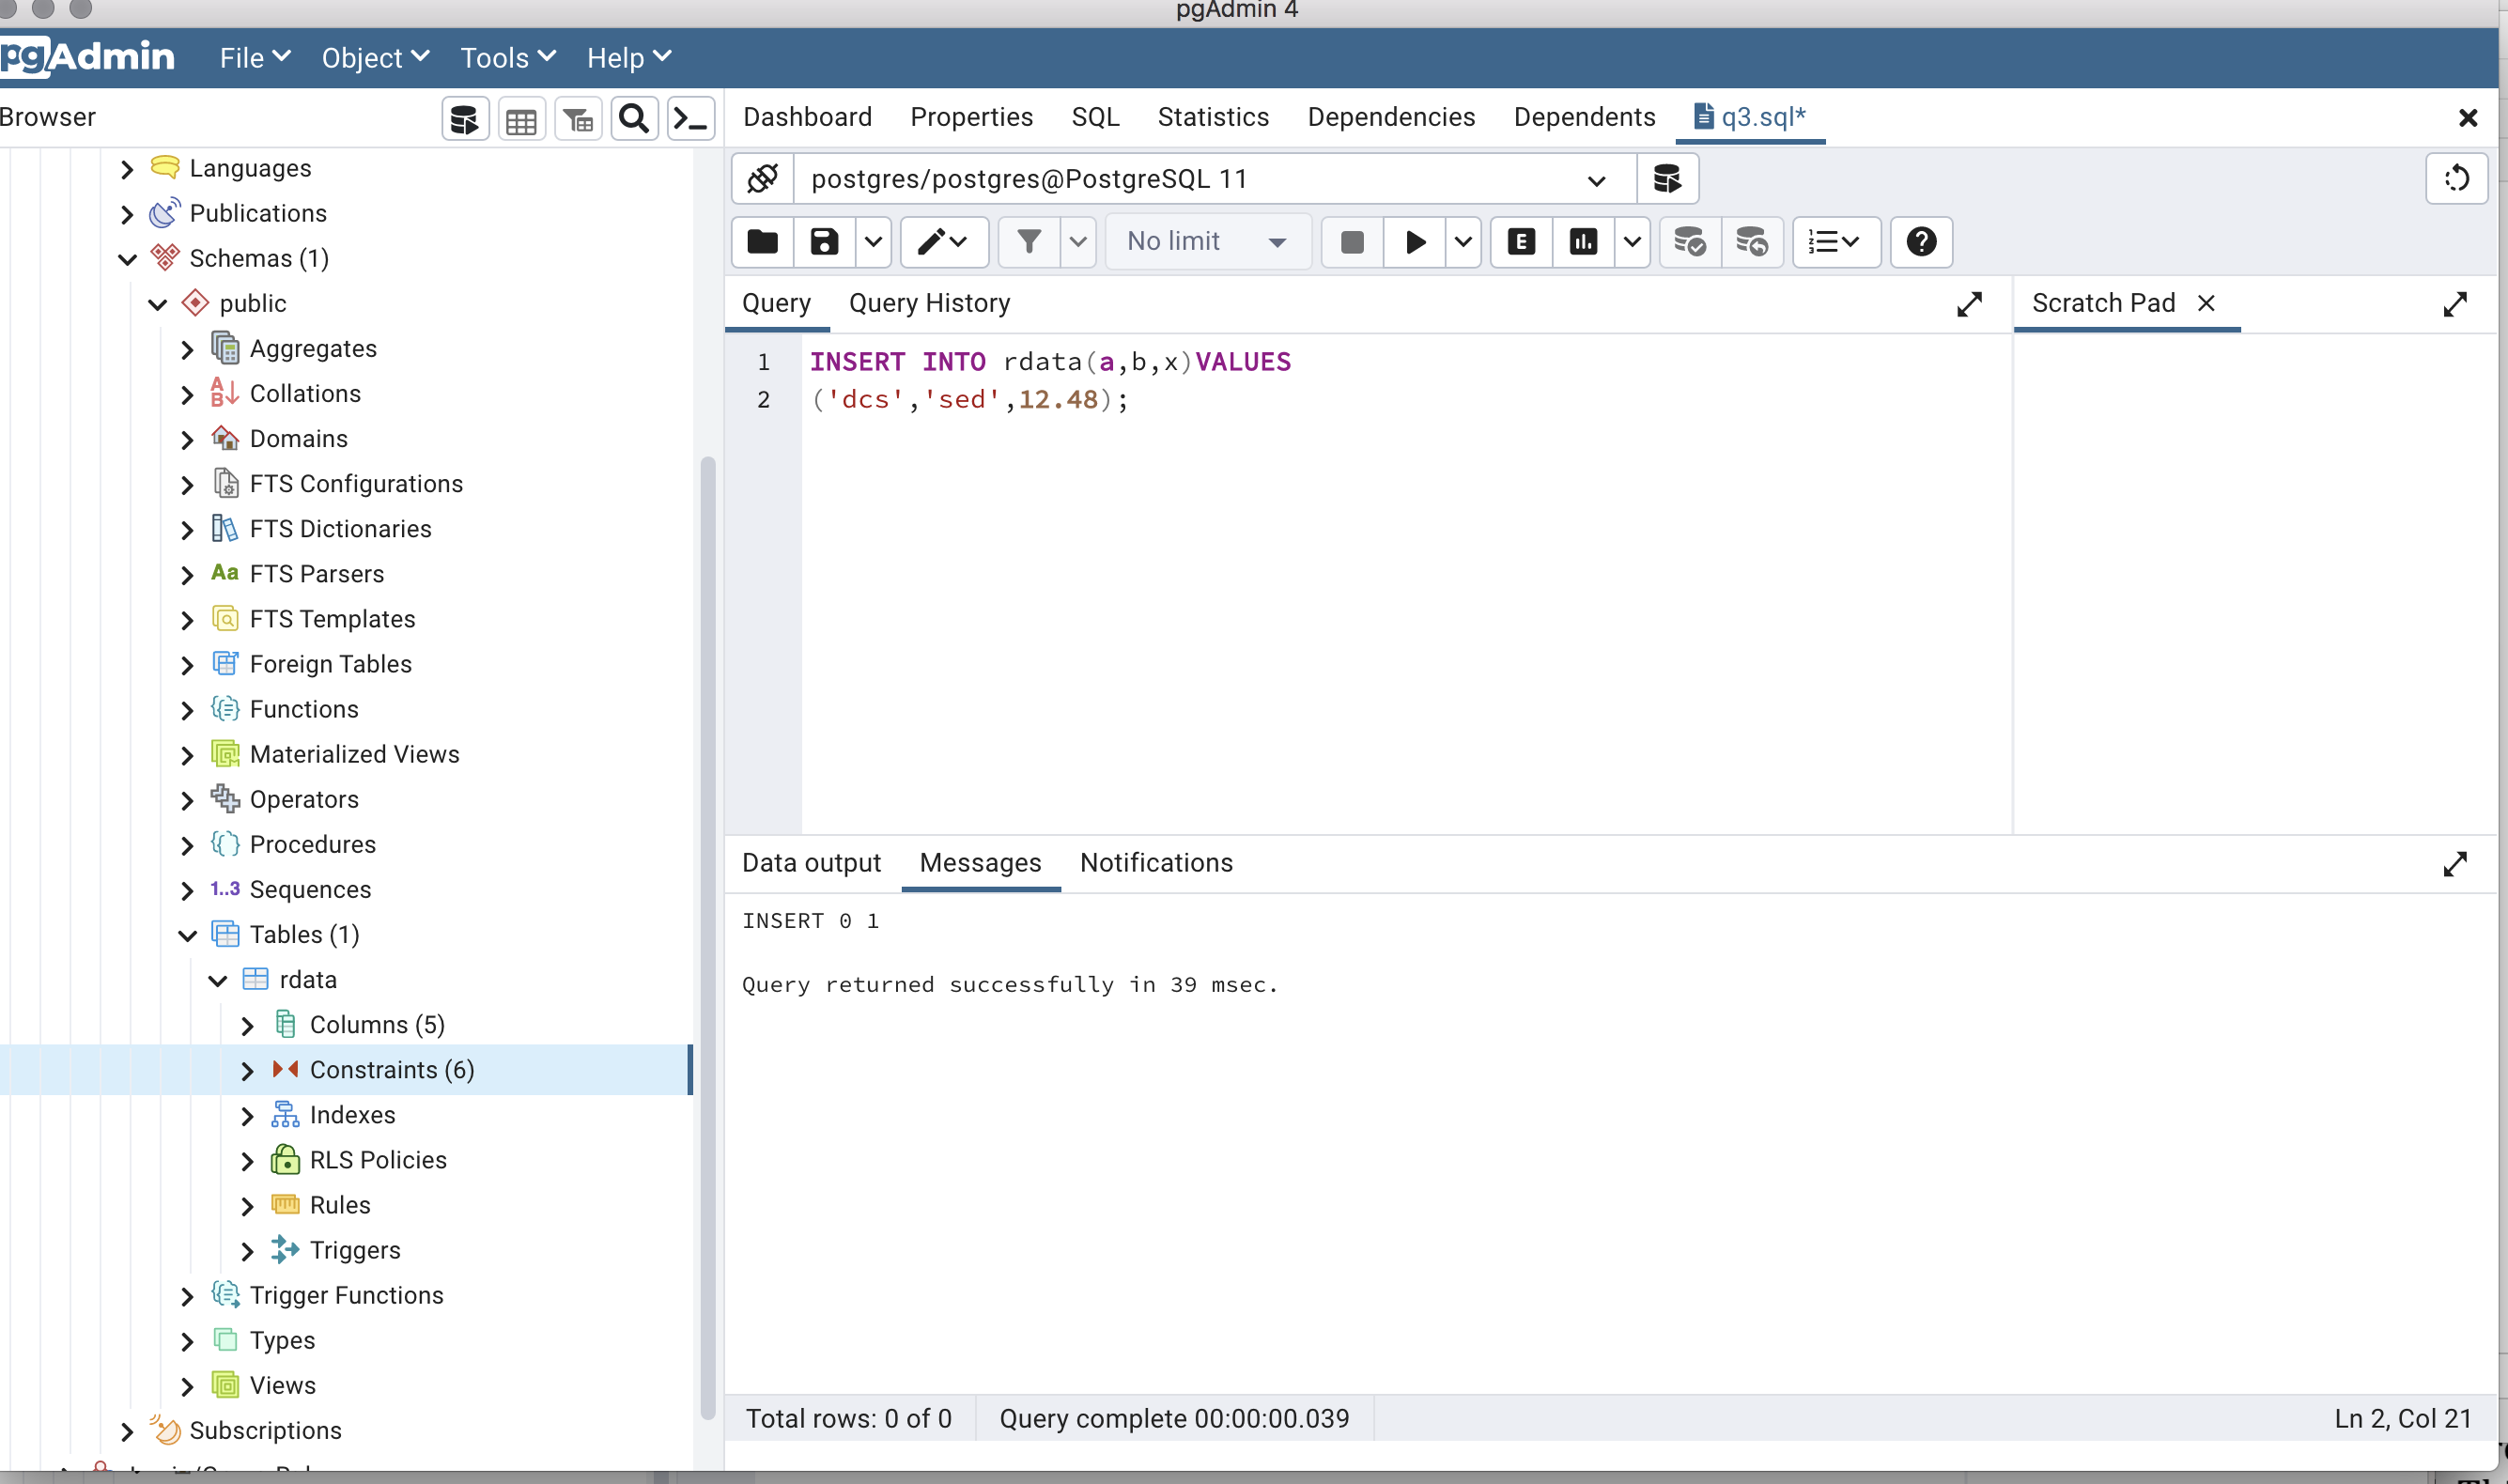 pgAdmin 4
pgAdmin File Object Tools Help
Browser
Dashboard Properties SQL Statistics Dependencies Dependents q3.sql*
Languages
Publications
Schemas (1)
public
Aggregates
Collations
Domains
FTS Configurations
FTS Dictionaries
Aa FTS Parsers
FTS Templates
Foreign Tables
Functions
Materialized Views
Operators
Procedures
1..3 Sequences
Tables (1)
rdata
Columns (5)
Constraints (6)
Indexes
RLS Policies
Rules
Triggers
Trigger Functions
Types
Views
Subscriptions
postgres/postgres@PostgreSQL 11
No limit
E
Query Query History
Scratch Pad
1 INSERT INTO rdata(a,b,x)VALUES
2 ('dcs','sed',12.48);
Data output Messages Notifications
INSERT 0 1
Query returned successfully in 39 msec.
Total rows: 0 of 0 Query complete 00:00:00.039 Ln 2, Col 21